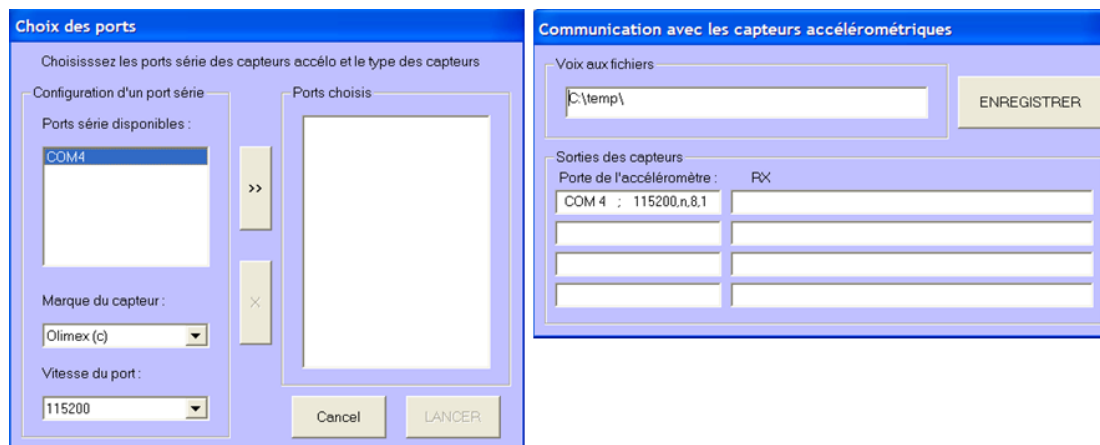 Choix des ports
Choisisssez les ports série des capteurs accélo et le type des capteurs
Configuration d'un port série
Ports série disponibles :
COM4
Marque du capteur :
Olimex (c)
Vitesse du port :
115200
>>
X
Ports choisis
Cancel
LANCER
Communication avec les capteurs accélérométriques
Voix aux fichiers
C:\temp\
ENREGISTRER
Sorties des capteurs
Porte de l'accéléromètre : RX
COM 4 ; 115200,n,8,1